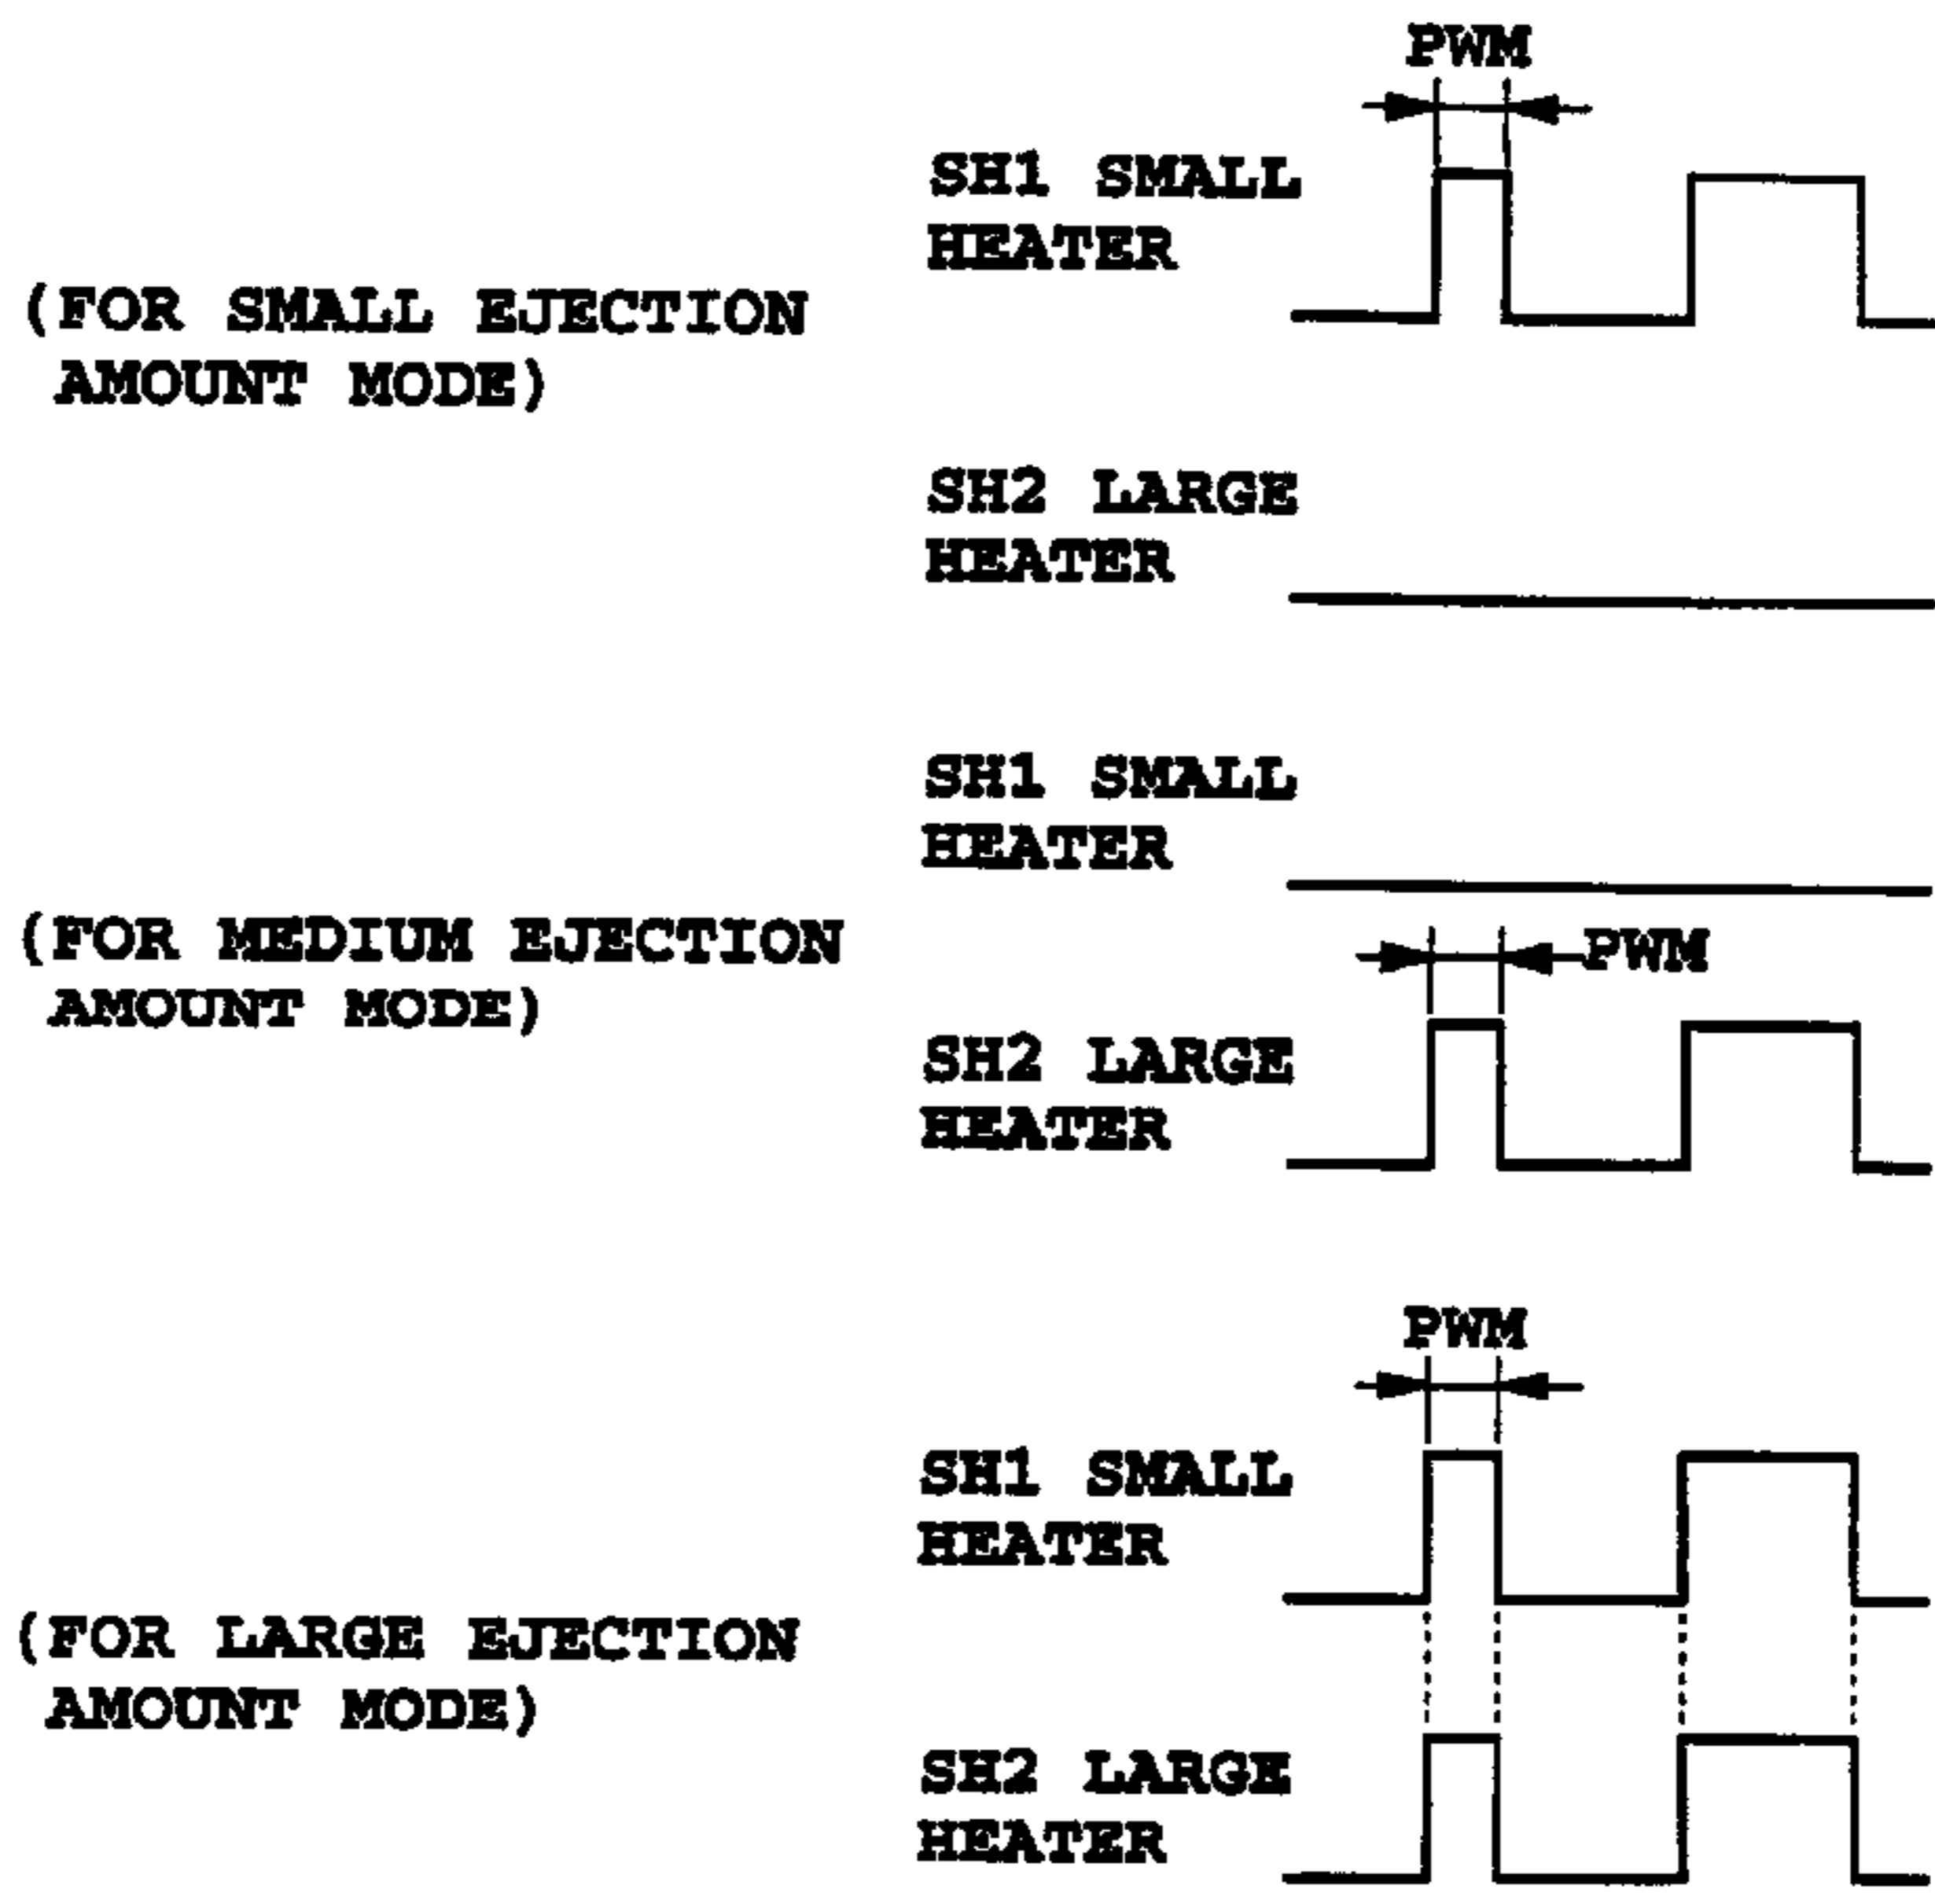 PWM
SH1 SMALL
HEATER
(FOR SMALL EJECTION
AMOUNT MODE)
SH2 LARGE
HEATER
SH1 SMALL
HEATER
(FOR MEDIUM EJECTION
AMOUNT MODE)
PWM
SH2 LARGE
HEATER
PWM
SH1 SMALL
HEATER
(FOR LARGE EJECTION
AMOUNT MODE)
SH2 LARGE
HEATER